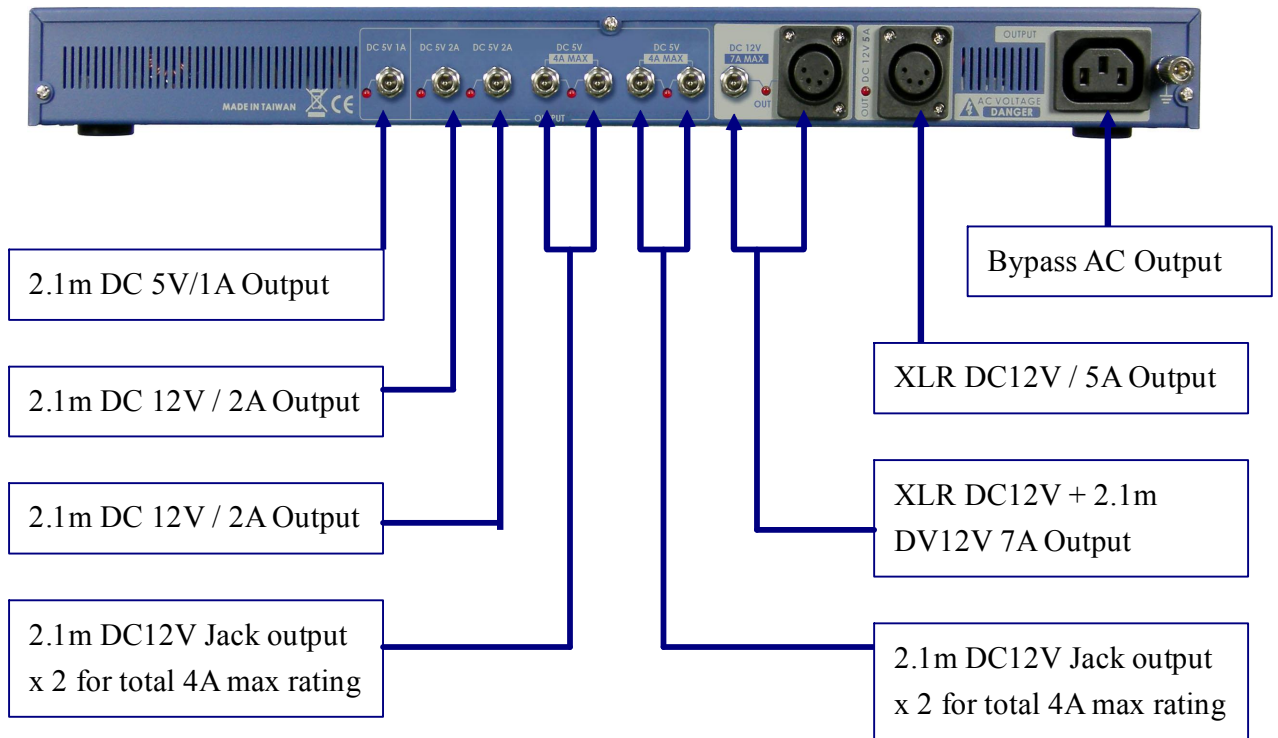 DC 5V 1A
DC 5V 2A
DC 5V 2A
DC 5V
4A MAX
DC 5V
4A MAX
DC 12V
7A MAX
OUT
OUT DC 12V 5A
OUTPUT
AC VOLTAGE
DANGER
MADE IN TAIWAN
CE
OUTPUT
2.1m DC 5V/1A Output
2.1m DC 12V / 2A Output
2.1m DC 12V / 2A Output
2.1m DC12V Jack output
x 2 for total 4A max rating
Bypass AC Output
XLR DC12V / 5A Output
XLR DC12V + 2.1m
DV12V 7A Output
2.1m DC12V Jack output
x 2 for total 4A max rating